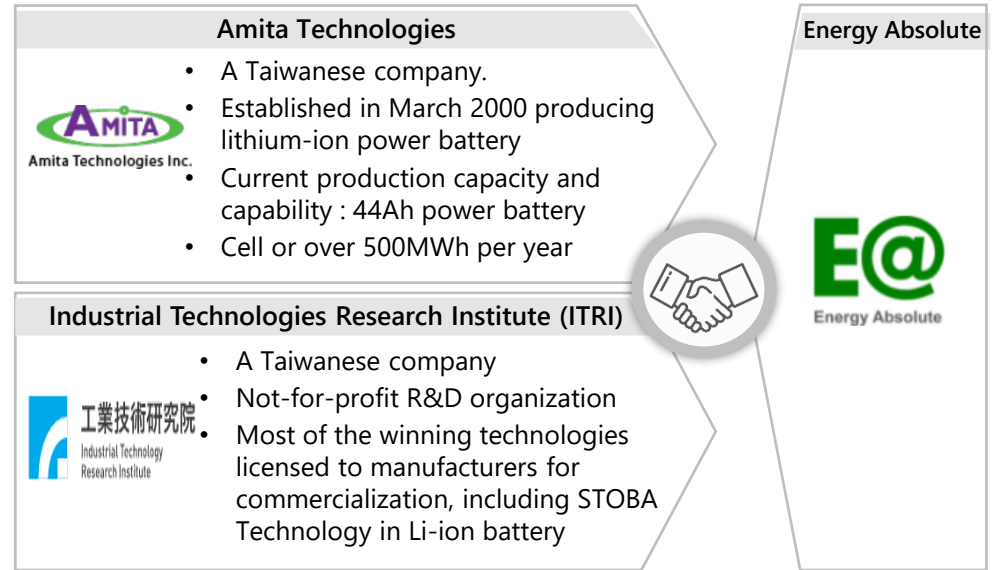 Amita Technologies
AMITA
Amita Technologies Inc.
• A Taiwanese company.
• Established in March 2000 producing
lithium-ion power battery
• Current production capacity and
capability : 44Ah power battery
• Cell or over 500MWh per year
Industrial Technologies Research Institute (ITRI)
工業技術研究院
Industrial Technology
Research Institute
• A Taiwanese company
• Not-for-profit R&D organization
• Most of the winning technologies
licensed to manufacturers for
commercialization, including STOBA
Technology in Li-ion battery
Energy Absolute
E@
Energy Absolute